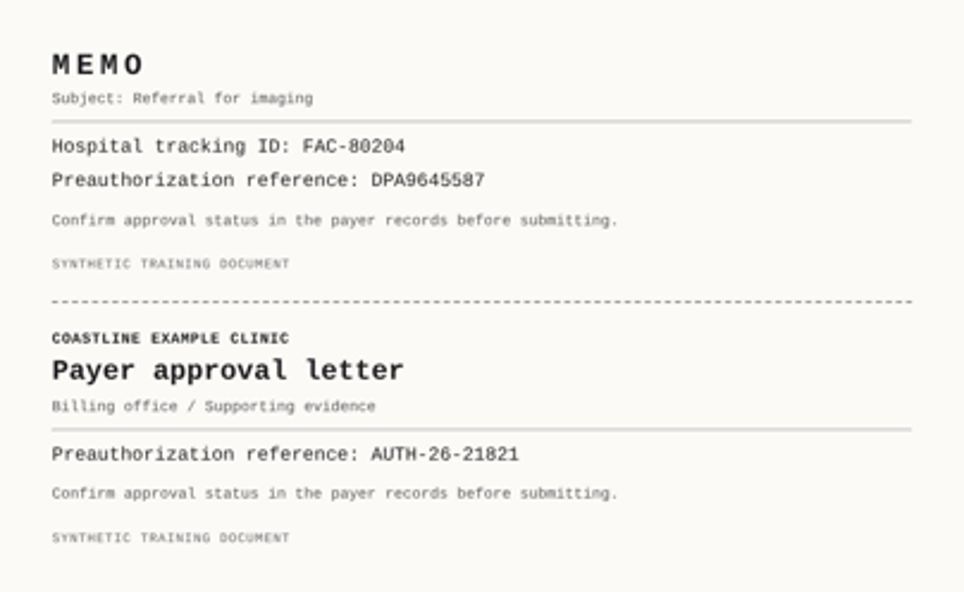 MEMO
Subject: Referral for imaging
Hospital tracking ID: FAC-80204
Preauthorization reference: DPA9645587
Confirm approval status in the payer records before submitting.
SYNTHETIC TRAINING DOCUMENT
COASTLINE EXAMPLE CLINIC
Payer approval letter
Billing office / Supporting evidence
Preauthorization reference: AUTH-26-21821
Confirm approval status in the payer records before submitting.
SYNTHETIC TRAINING DOCUMENT